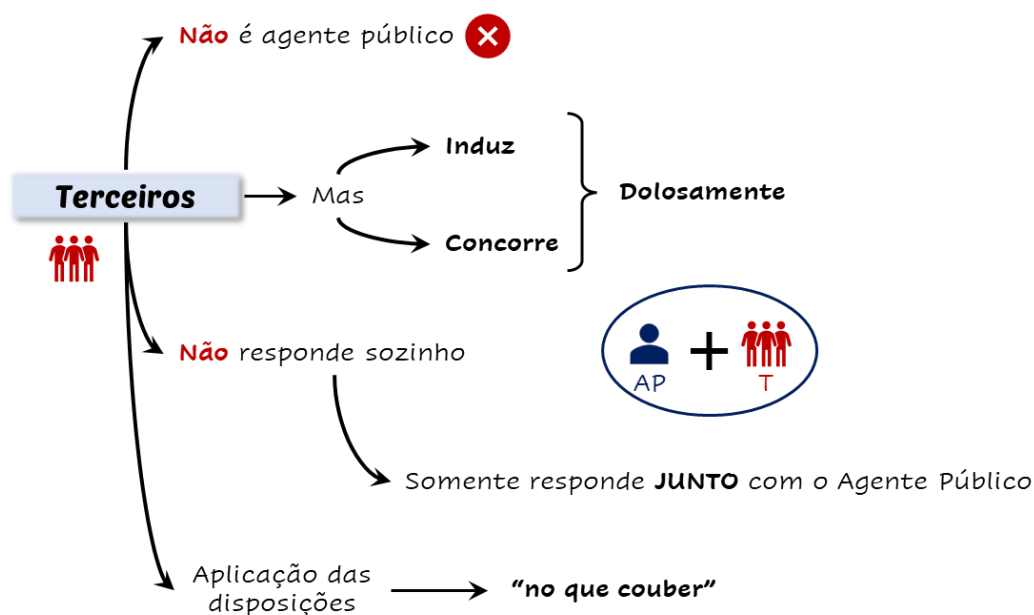 Não é agente público
Induz
Terceiros
Mas
Dolosamente
Concorre
Não responde sozinho
AP
T
Somente responde JUNTO com o Agente Público
Aplicação das
disposições
"no que couber"